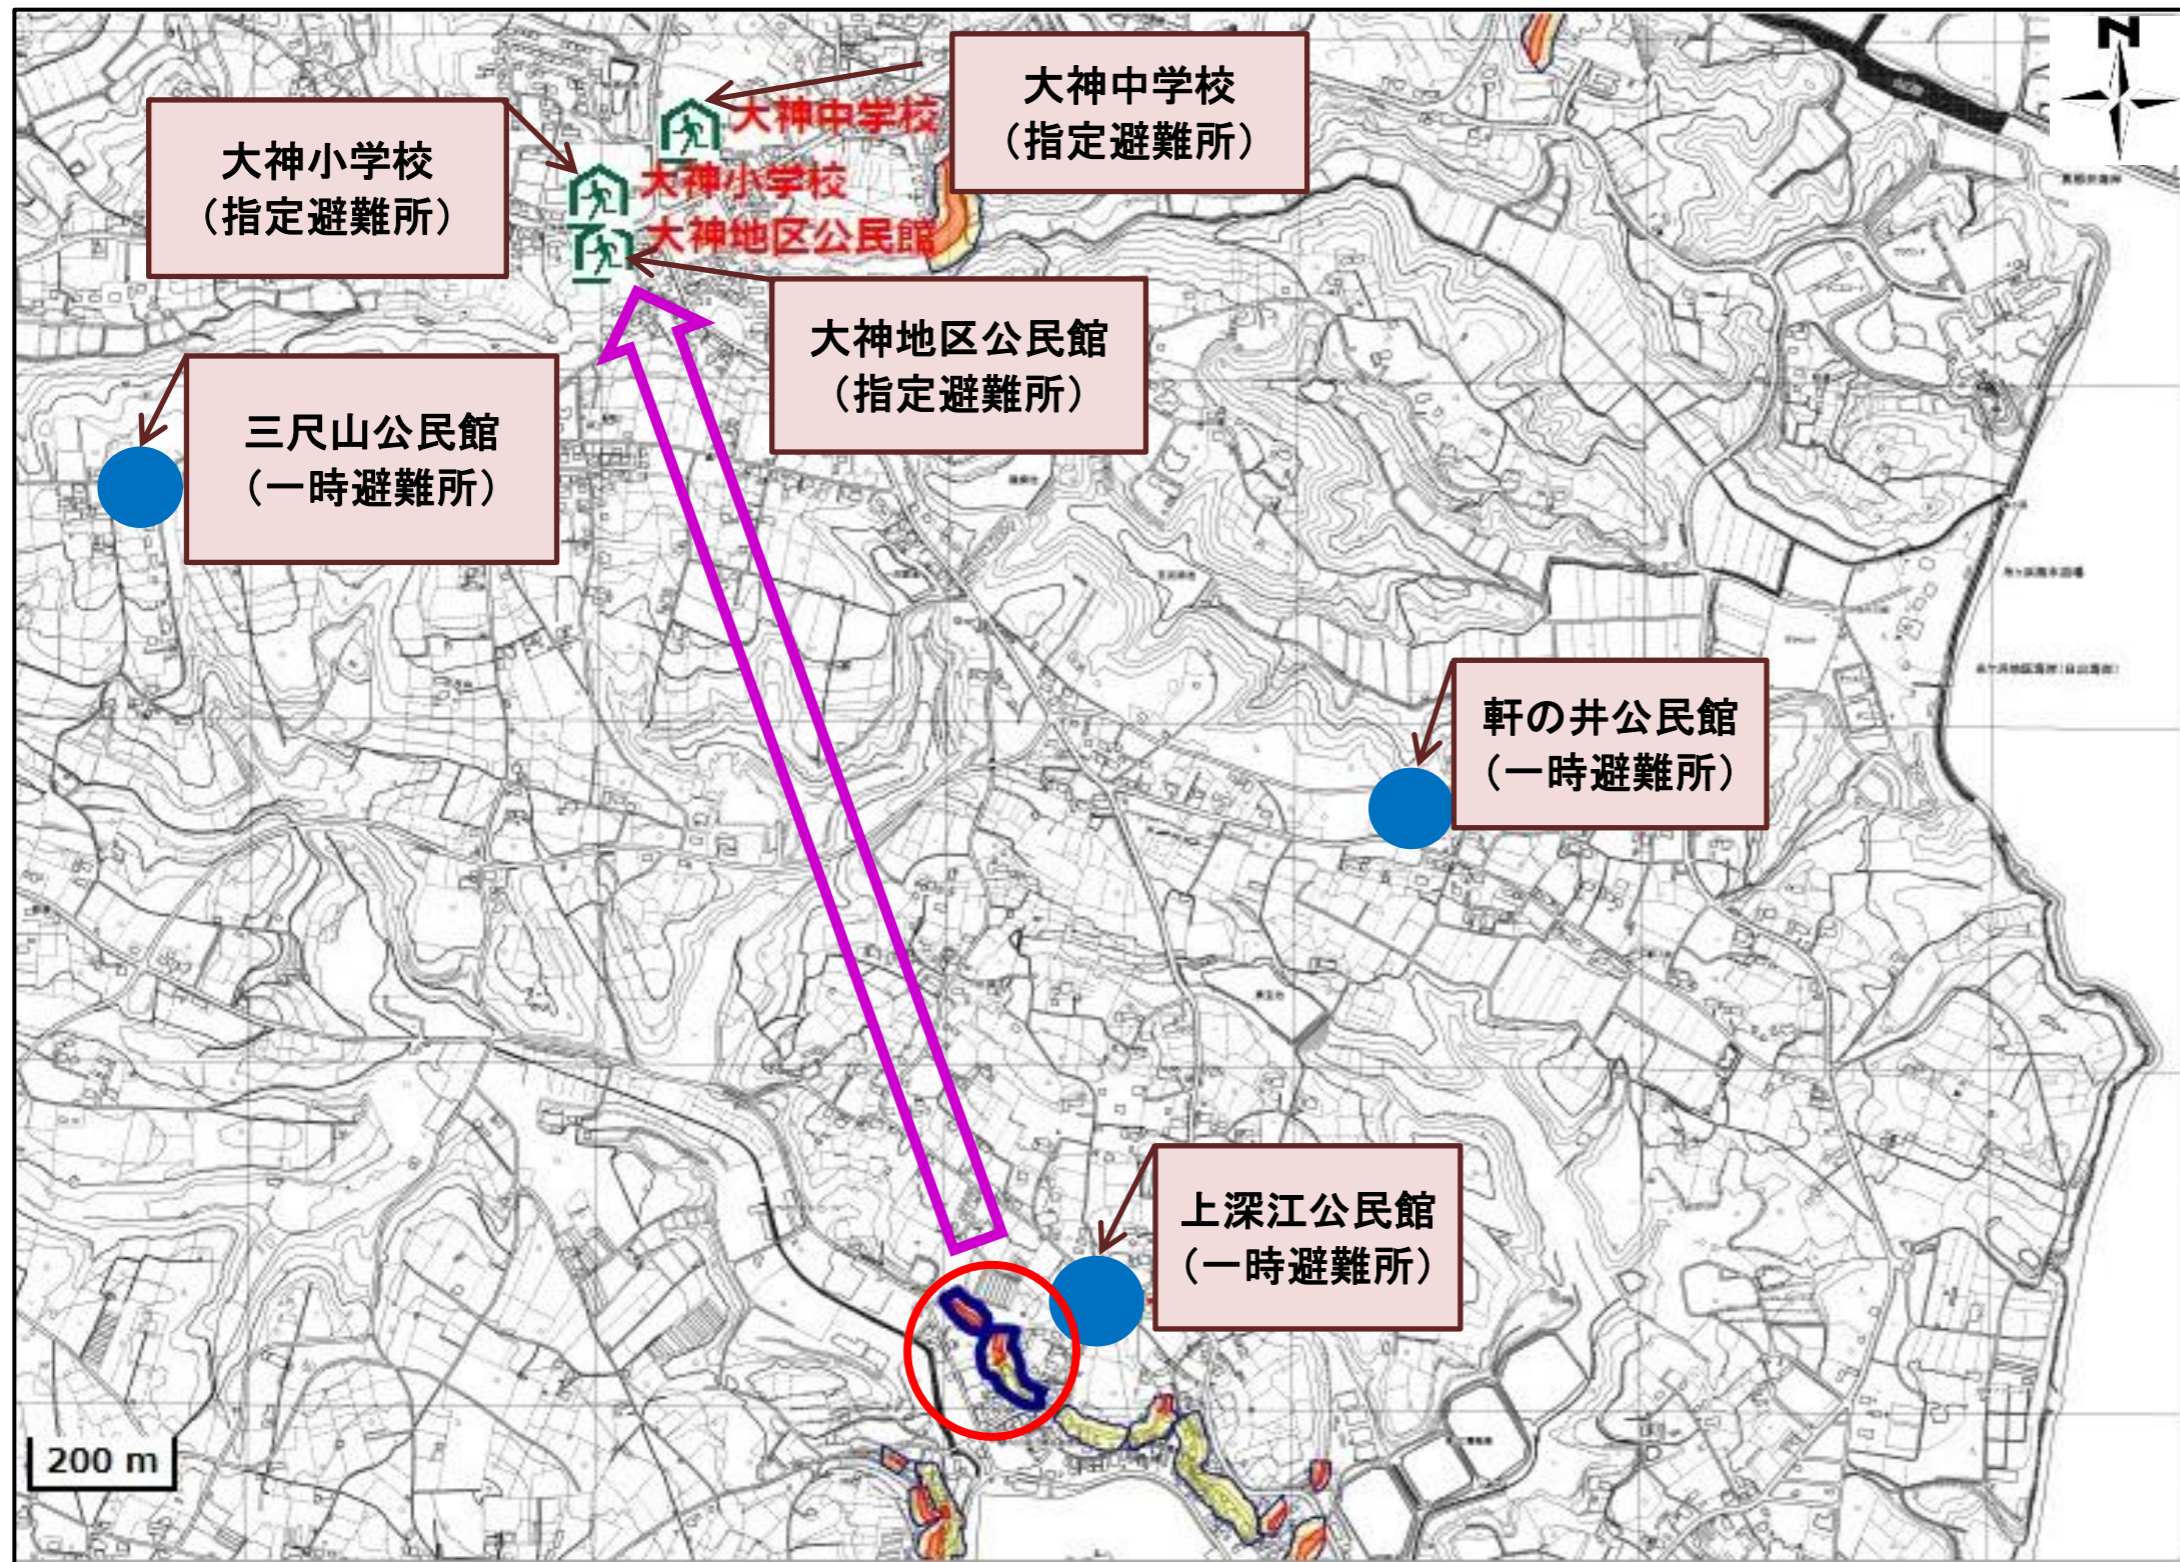 N
大神中学校
（指定避難所）
大神小学校
（指定避難所）
大神中学校
大神小学校
大神地区公民館
大神地区公民館
（指定避難所）
三尺山公民館
（一時避難所）
軒の井公民館
（一時避難所）
上深江公民館
（一時避難所）
200 m